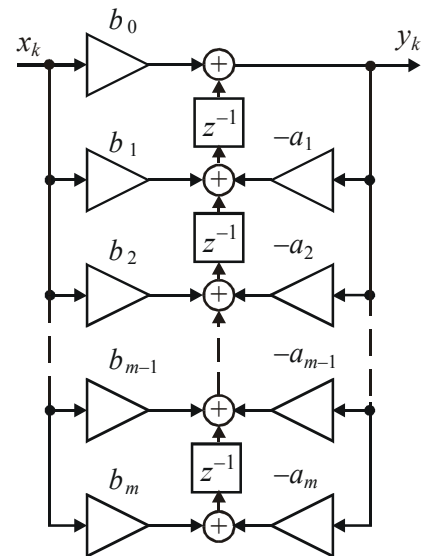 b₀
xₖ yₖ
+
z⁻¹
b₁ −a₁
+
z⁻¹
b₂ −a₂
+
bₘ₋₁ −aₘ₋₁
+
z⁻¹
bₘ −aₘ
+